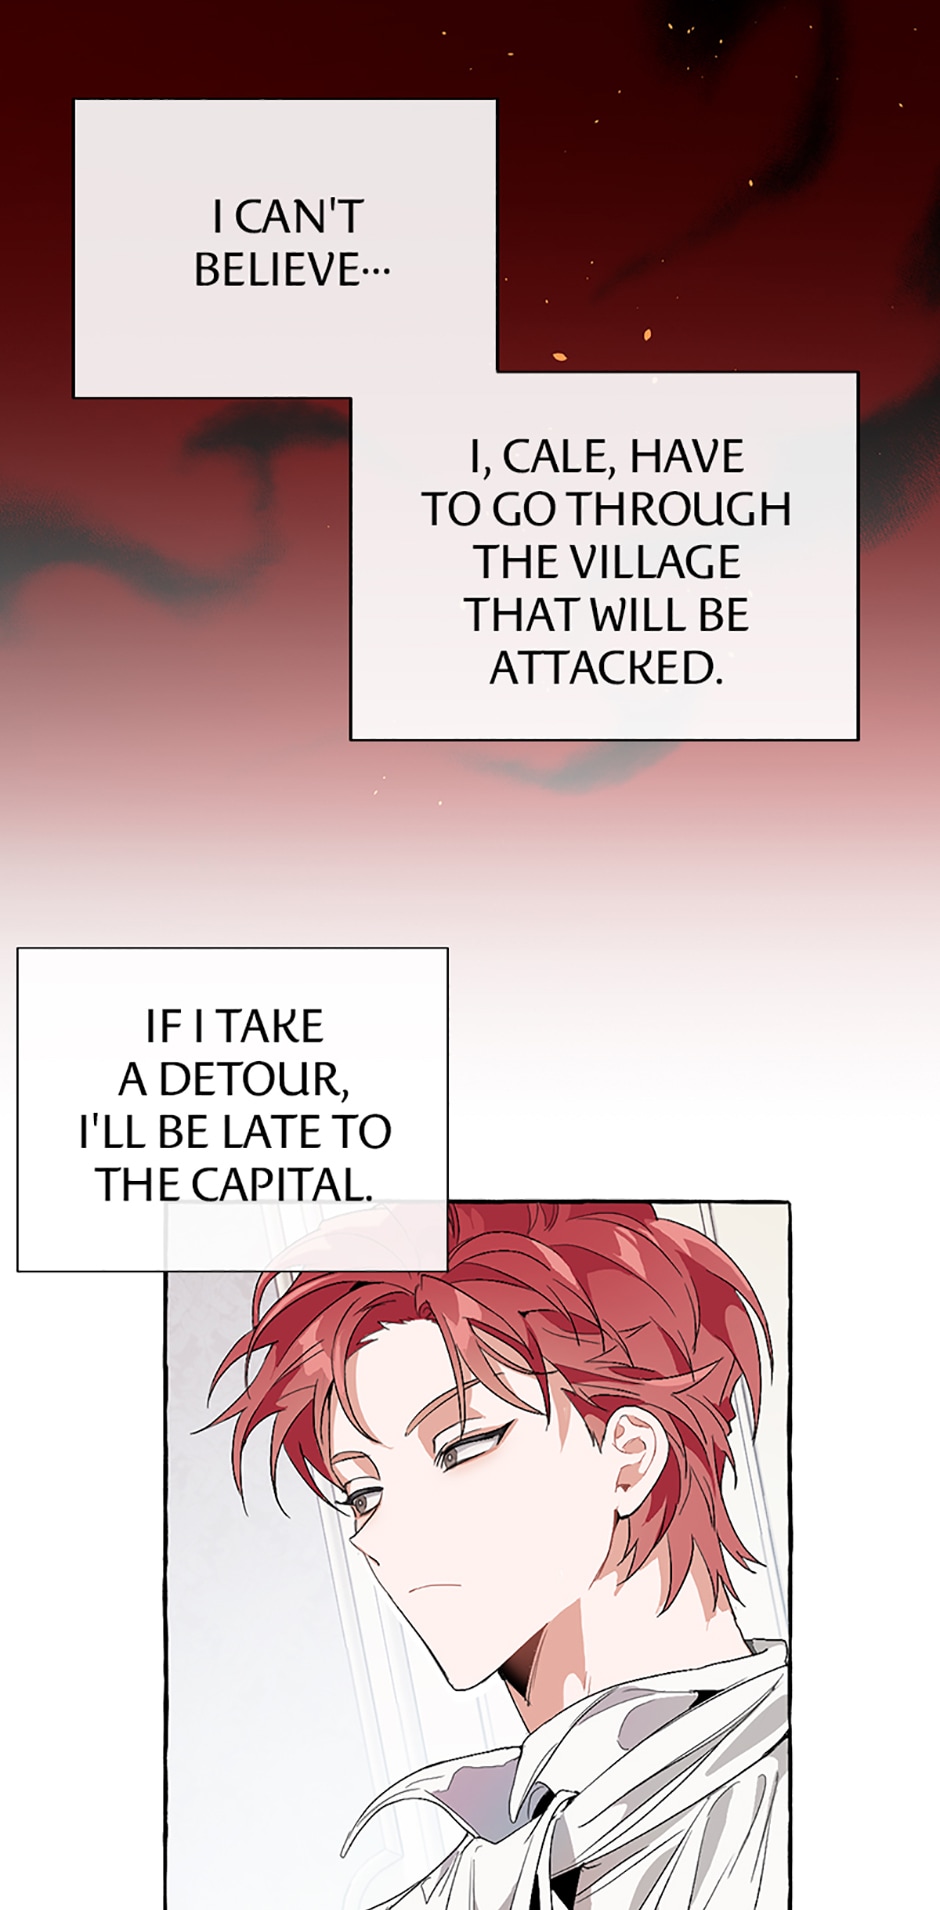 I CAN'T
BELIEVE...
I, CALE, HAVE
TO GO THROUGH
THE VILLAGE
THAT WILL BE
ATTACKED.
IF I TAKE
A DETOUR,
I'LL BE LATE TO
THE CAPITAL.